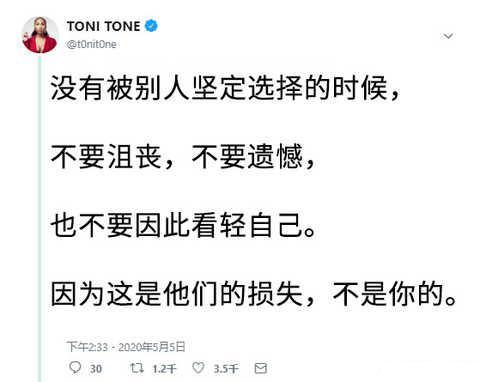 TONI TONE
@t0nit0ne
没有被别人坚定选择的时候，
不要沮丧，不要遗憾，
也不要因此看轻自己。
因为这是他们的损失，不是你的。
下午2:33 - 2020年5月5日
30 1.2千 3.5千